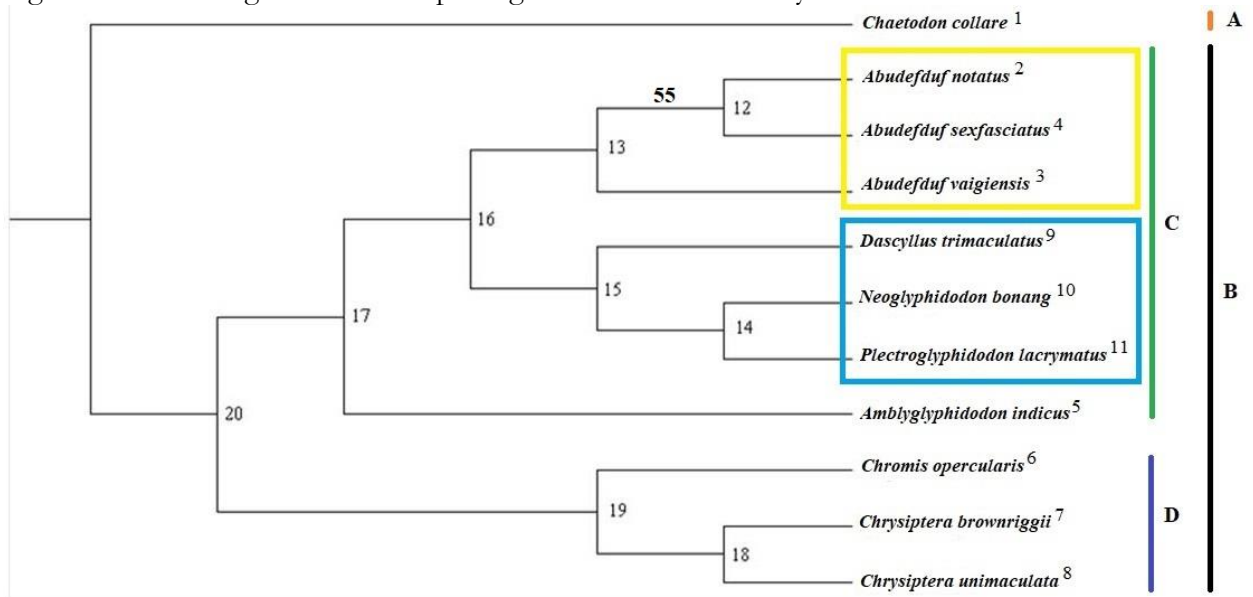 Chaetodon collare 1 A
Abudefduf notatus 2
55
12
Abudefduf sexfasciatus 4
13
Abudefduf vaigiensis 3
16
C
Dascyllus trimaculatus 9
15
Neoglyphidodon bonang 10
B
17
14
Plectroglyphidodon lacrymatus 11
20
Amblyglyphidodon indicus 5
Chromis opercularis 6
19
D
Chrysiptera brownriggii 7
18
Chrysiptera unimaculata 8